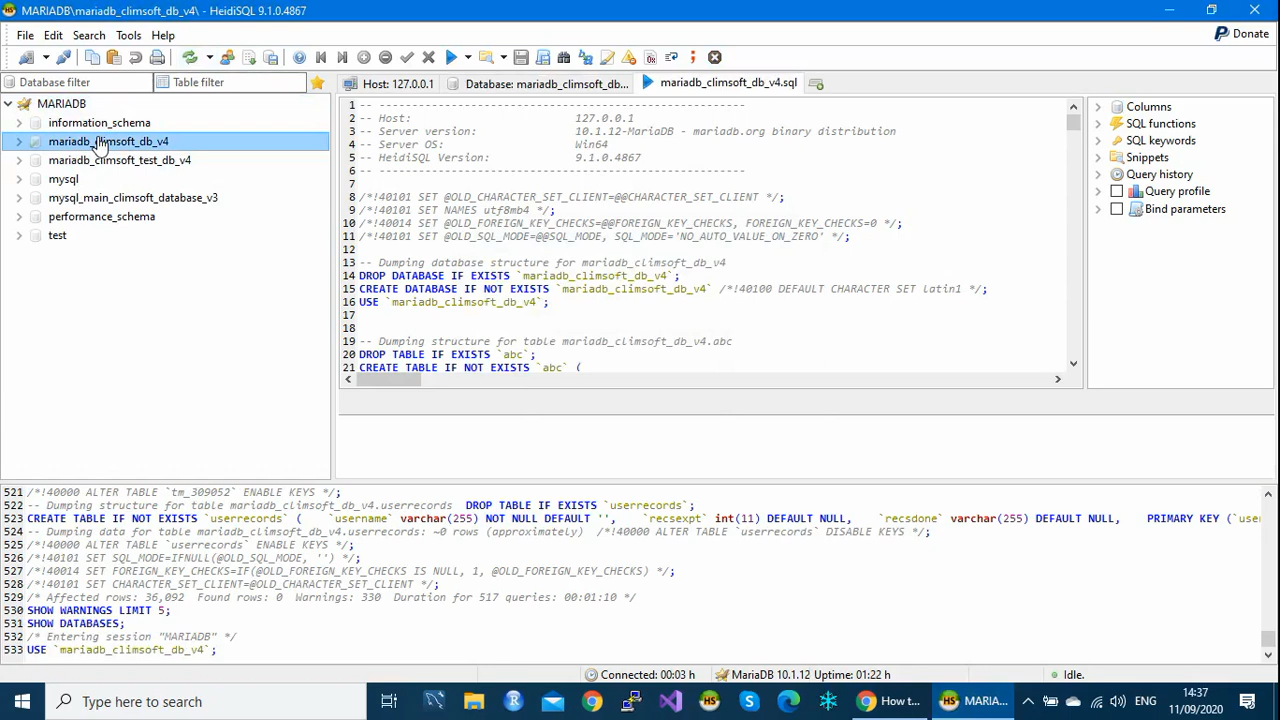 MARIADB\mariadb_climsoft_db_v4\ - HeidiSQL 9.1.0.4867
File Edit Search Tools Help
Donate
Database filter Table filter
Host: 127.0.0.1 Database: mariadb_climsoft_db... mariadb_climsoft_db_v4.sql
MARIADB
information_schema
mariadb_climsoft_db_v4
mariadb_climsoft_test_db_v4
mysql
mysql_main_climsoft_database_v3
performance_schema
test
1 -- --------------------------------------------------------
2 -- Host: 127.0.0.1
3 -- Server version: 10.1.12-MariaDB - mariadb.org binary distribution
4 -- Server OS: Win64
5 -- HeidiSQL Version: 9.1.0.4867
6 -- --------------------------------------------------------
7
8 /*!40101 SET @OLD_CHARACTER_SET_CLIENT=@@CHARACTER_SET_CLIENT */;
9 /*!40101 SET NAMES utf8mb4 */;
10 /*!40014 SET @OLD_FOREIGN_KEY_CHECKS=@@FOREIGN_KEY_CHECKS, FOREIGN_KEY_CHECKS=0 */;
11 /*!40101 SET @OLD_SQL_MODE=@@SQL_MODE, SQL_MODE='NO_AUTO_VALUE_ON_ZERO' */;
12
13 -- Dumping database structure for mariadb_climsoft_db_v4
14 DROP DATABASE IF EXISTS `mariadb_climsoft_db_v4`;
15 CREATE DATABASE IF NOT EXISTS `mariadb_climsoft_db_v4` /*!40100 DEFAULT CHARACTER SET latin1 */;
16 USE `mariadb_climsoft_db_v4`;
17
18
19 -- Dumping structure for table mariadb_climsoft_db_v4.abc
20 DROP TABLE IF EXISTS `abc`;
21 CREATE TABLE IF NOT EXISTS `abc` (
Columns
SQL functions
SQL keywords
Snippets
Query history
Query profile
Bind parameters
521 /*!40000 ALTER TABLE `tm_309052` ENABLE KEYS */;
522 -- Dumping structure for table mariadb_climsoft_db_v4.userrecords DROP TABLE IF EXISTS `userrecords`;
523 CREATE TABLE IF NOT EXISTS `userrecords` ( `username` varchar(255) NOT NULL DEFAULT '', `recsexpt` int(11) DEFAULT NULL, `recsdone` varchar(255) DEFAULT NULL, PRIMARY KEY (`use
524 -- Dumping data for table mariadb_climsoft_db_v4.userrecords: ~0 rows (approximately) /*!40000 ALTER TABLE `userrecords` DISABLE KEYS */;
525 /*!40000 ALTER TABLE `userrecords` ENABLE KEYS */;
526 /*!40101 SET SQL_MODE=IFNULL(@OLD_SQL_MODE, '') */;
527 /*!40014 SET FOREIGN_KEY_CHECKS=IF(@OLD_FOREIGN_KEY_CHECKS IS NULL, 1, @OLD_FOREIGN_KEY_CHECKS) */;
528 /*!40101 SET CHARACTER_SET_CLIENT=@OLD_CHARACTER_SET_CLIENT */;
529 /* Affected rows: 36,092 Found rows: 0 Warnings: 330 Duration for 517 queries: 00:01:10 */
530 SHOW WARNINGS LIMIT 5;
531 SHOW DATABASES;
532 /* Entering session "MARIADB" */
533 USE `mariadb_climsoft_db_v4`;
Connected: 00:03 h MariaDB 10.1.12 Uptime: 01:22 h Idle.
Type here to search
How t...
MARIA...
ENG
14:37
11/09/2020